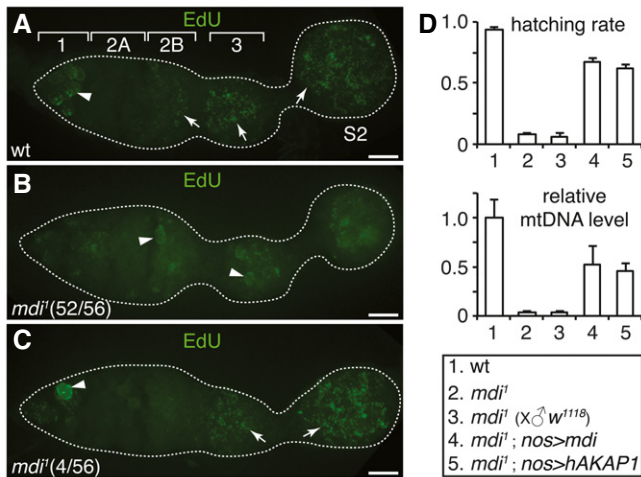 A
EdU
1 2A 2B 3
S2
wt
B
EdU
mdi¹(52/56)
C
EdU
mdi¹(4/56)
D
hatching rate
1.0
0.5
0
1 2 3 4 5
relative
mtDNA level
1.0
0.5
0
1 2 3 4 5
1. wt
2. mdi¹
3. mdi¹ (x♂ w¹¹¹⁸)
4. mdi¹ ; nos>mdi
5. mdi¹ ; nos>hAKAP1